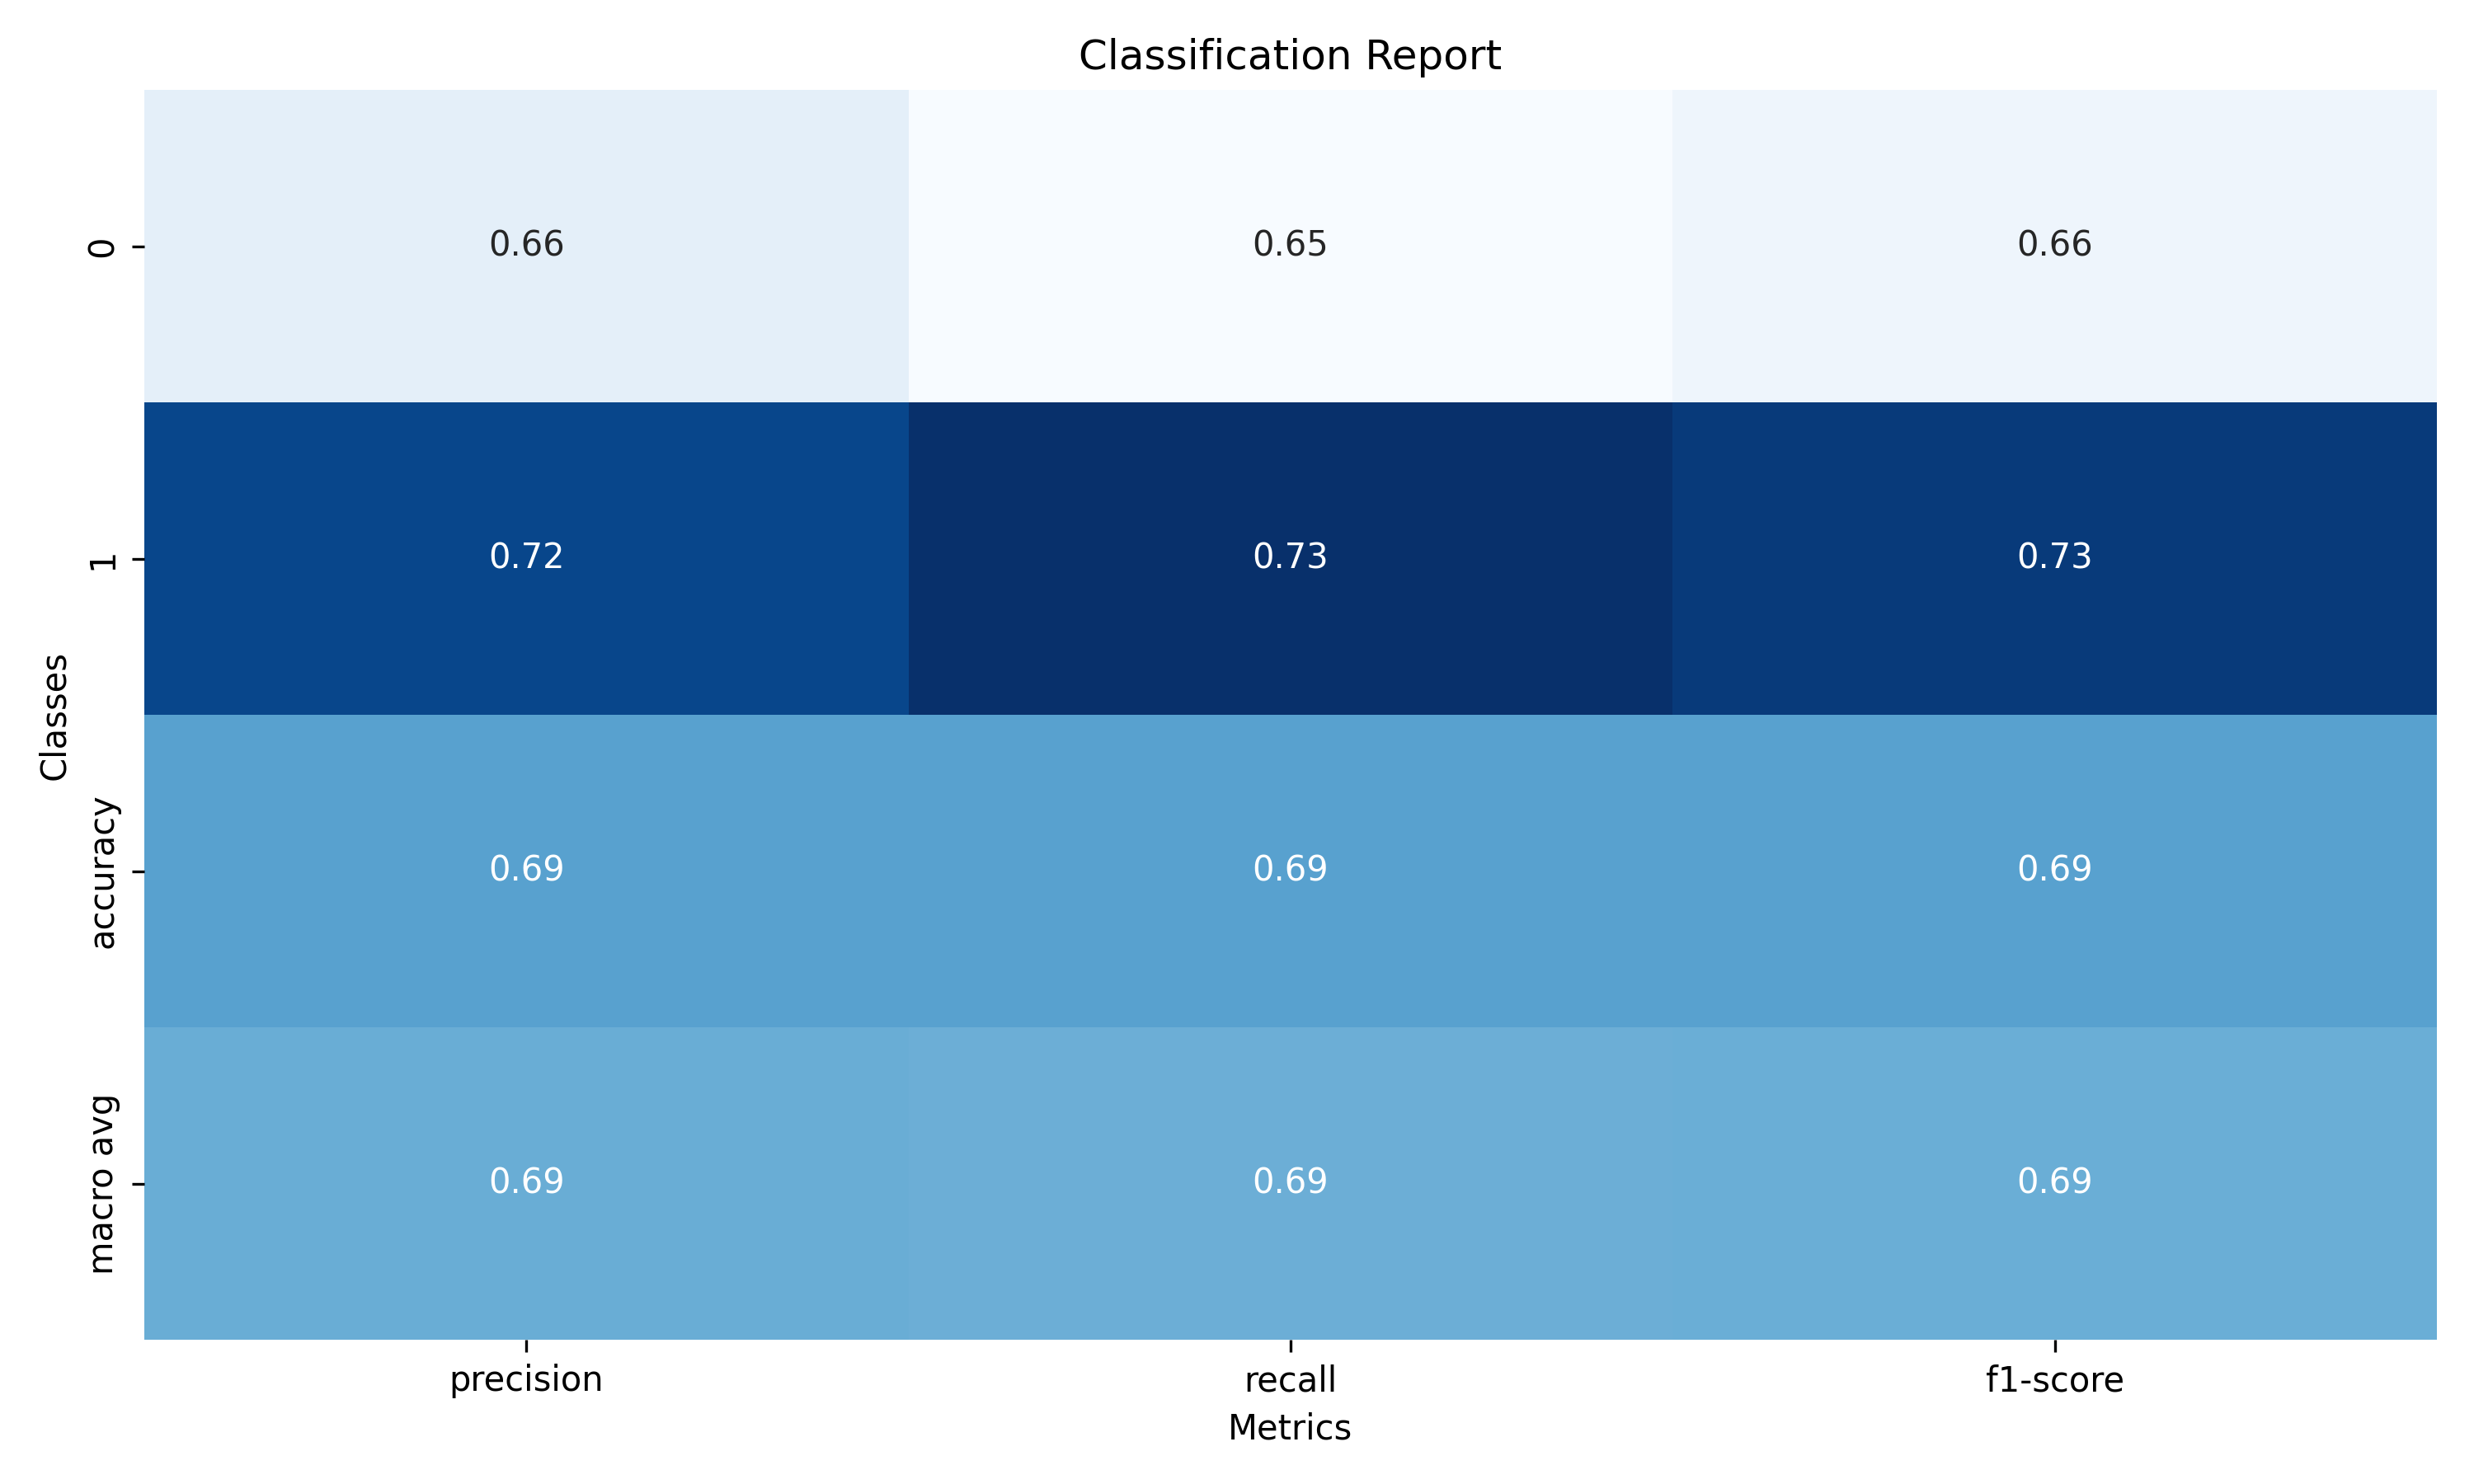 Classification Report
0 0.66 0.65 0.66
1 0.72 0.73 0.73
accuracy 0.69 0.69 0.69
macro avg 0.69 0.69 0.69
Classes
precision recall f1-score
Metrics